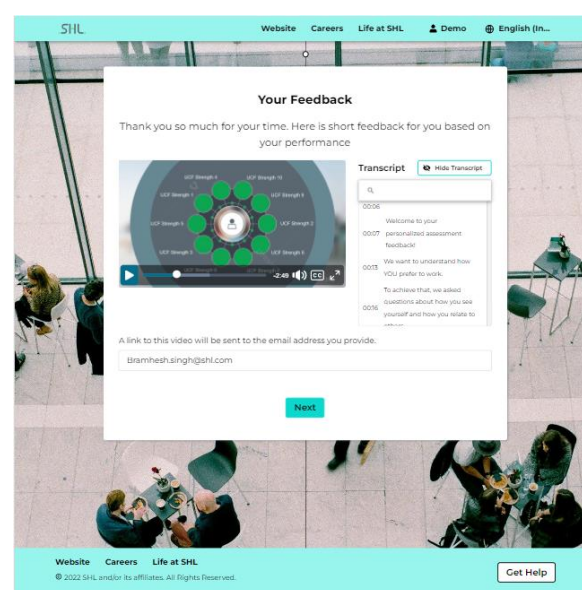 SHL
Website Careers Life at SHL Demo English (In...
Your Feedback
Thank you so much for your time. Here is short feedback for you based on
your performance
UCF Strength 4 UCF Strength 10
UCF Strength 1 UCF Strength 9
UCF Strength 2
UCF Strength 5 UCF Strength 6
-2:49 CC
Transcript Hide Transcript
00:06
Welcome to your
00:07 personalized assessment
feedback!
00:13 We want to understand how
YOU prefer to work.
To achieve that, we asked
00:16 questions about how you see
yourself and how you relate to
others
A link to this video will be sent to the email address you provide.
Bramhesh.singh@shl.com
Next
Website Careers Life at SHL
© 2022 SHL and/or its affiliates. All Rights Reserved.
Get Help